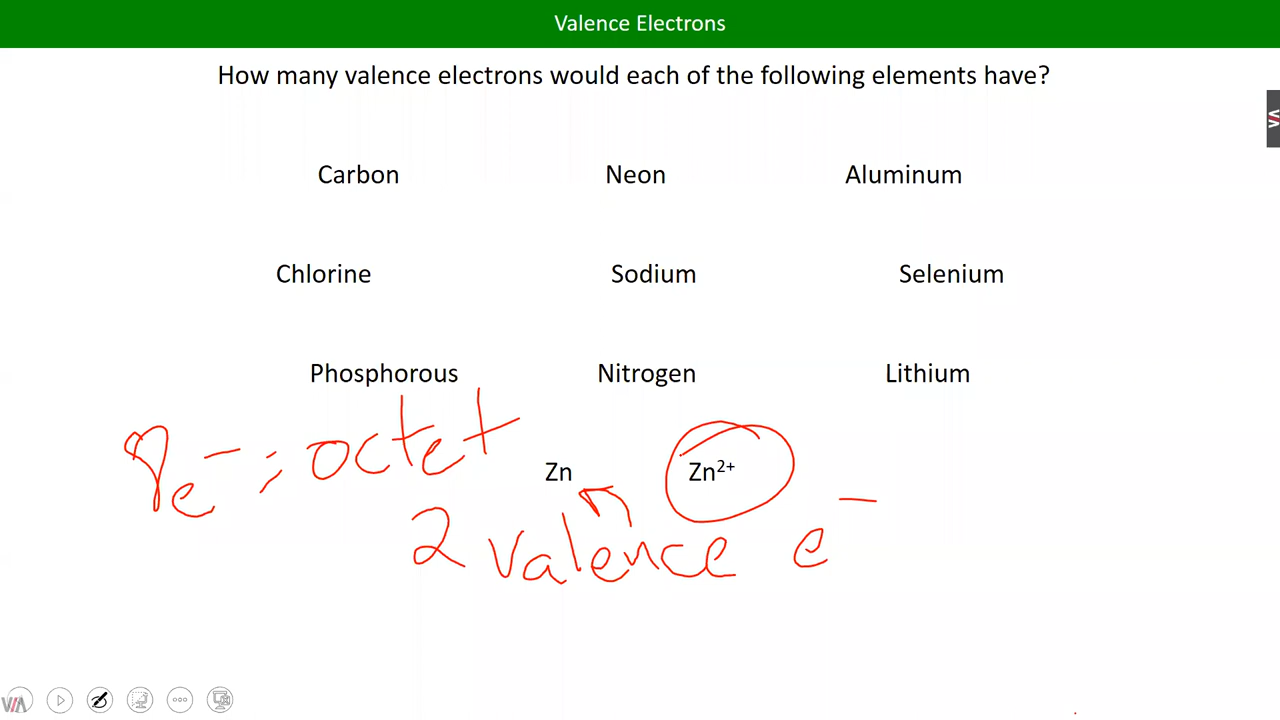 Valence Electrons
How many valence electrons would each of the following elements have?
Carbon Neon Aluminum
Chlorine Sodium Selenium
Phosphorous Nitrogen Lithium
8e⁻ : octet
Zn Zn²⁺
2 valence e⁻